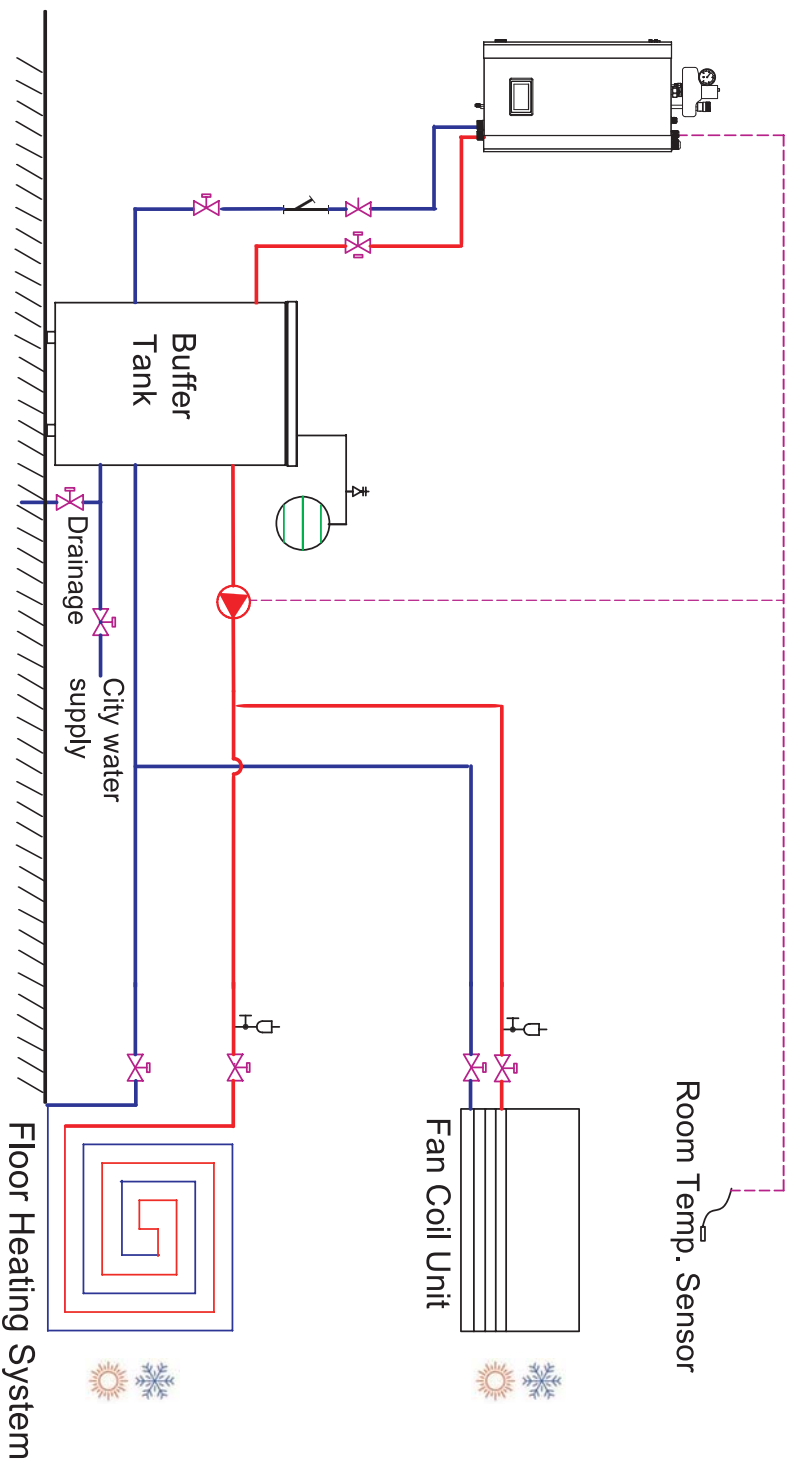 Buffer
Tank
Drainage
City water
supply
Room Temp. Sensor
Fan Coil Unit
Floor Heating System